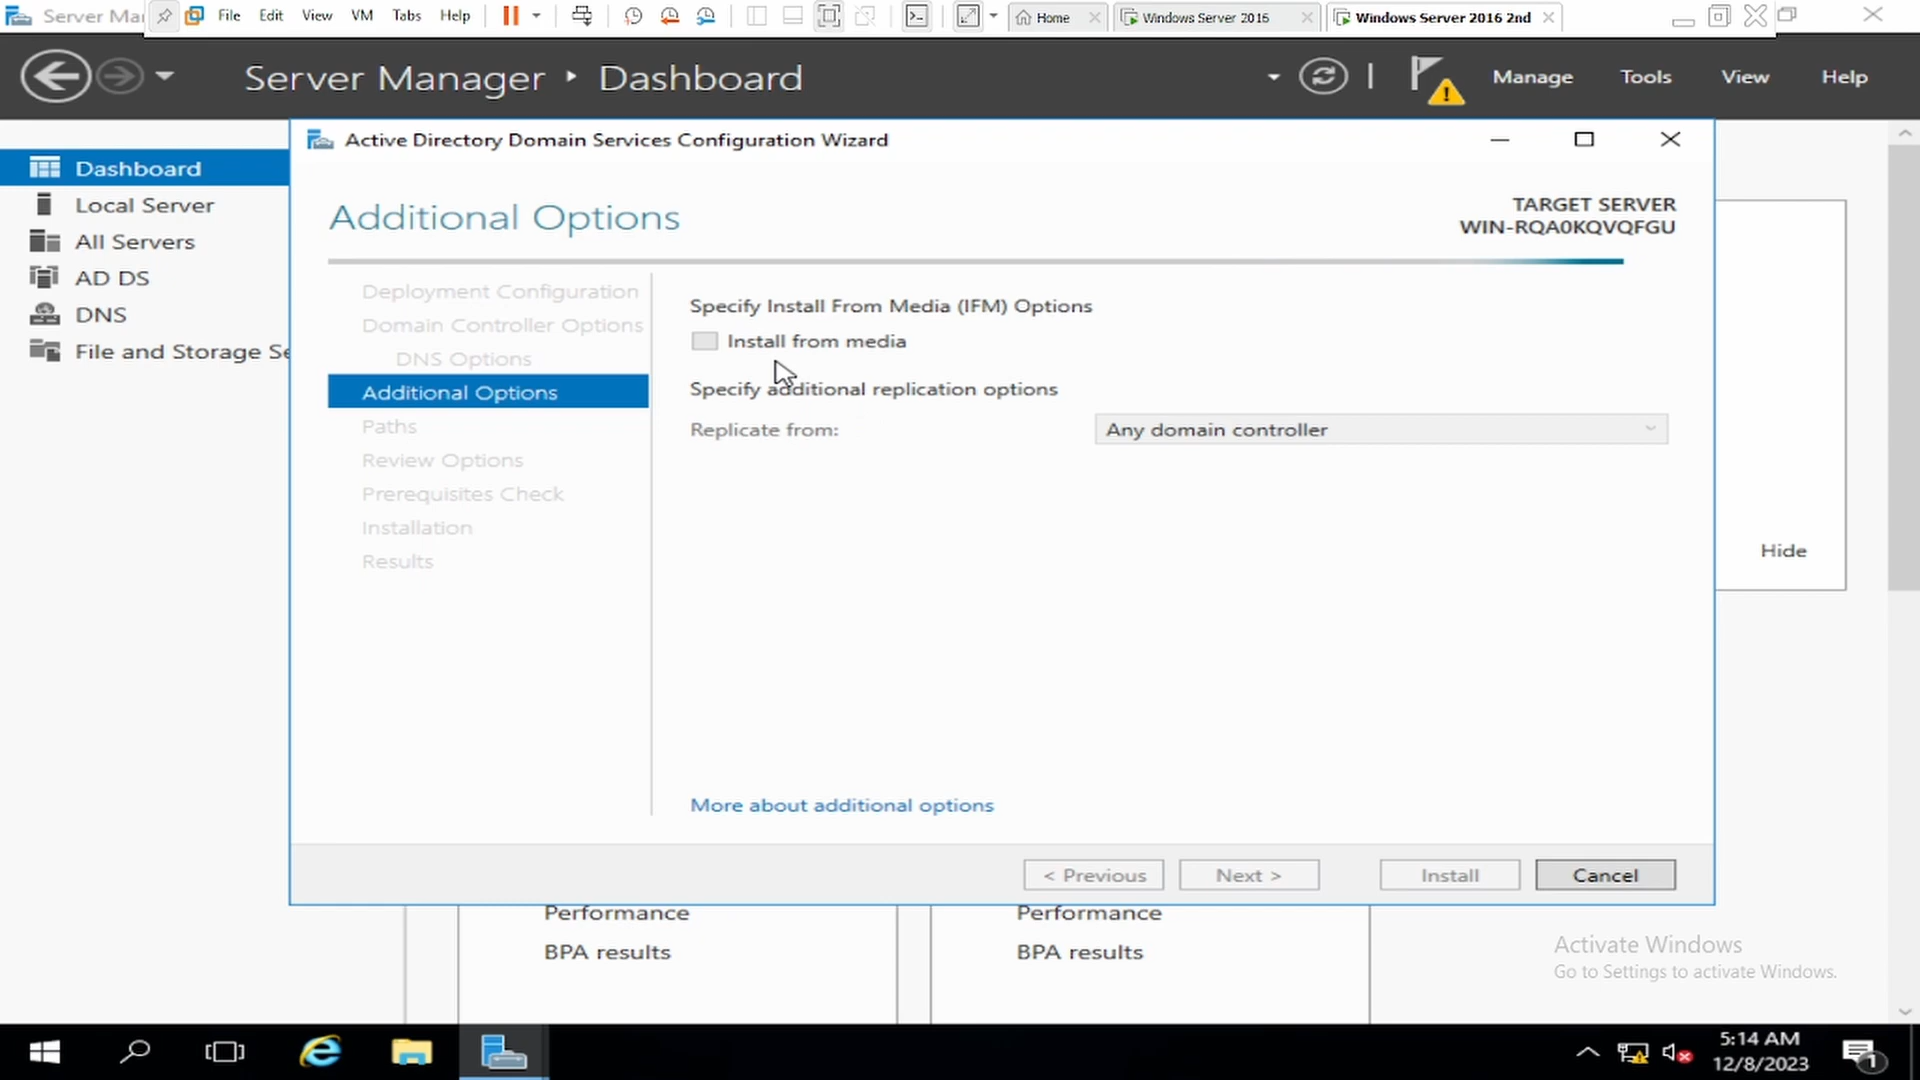 Server Mar
File Edit View VM Tabs Help
Home
Windows Server 2016
Windows Server 2016 2nd
Server Manager
Dashboard
Manage
Tools
View
Help
Dashboard
Local Server
All Servers
AD DS
DNS
File and Storage Se
Active Directory Domain Services Configuration Wizard
Additional Options
TARGET SERVER
WIN-RQA0KQVQFGU
Deployment Configuration
Domain Controller Options
DNS Options
Additional Options
Paths
Review Options
Prerequisites Check
Installation
Results
Specify Install From Media (IFM) Options
Install from media
Specify additional replication options
Replicate from:
Any domain controller
More about additional options
< Previous
Next >
Install
Cancel
Hide
Performance
BPA results
Performance
BPA results
Activate Windows
Go to Settings to activate Windows.
5:14 AM
12/8/2023
1